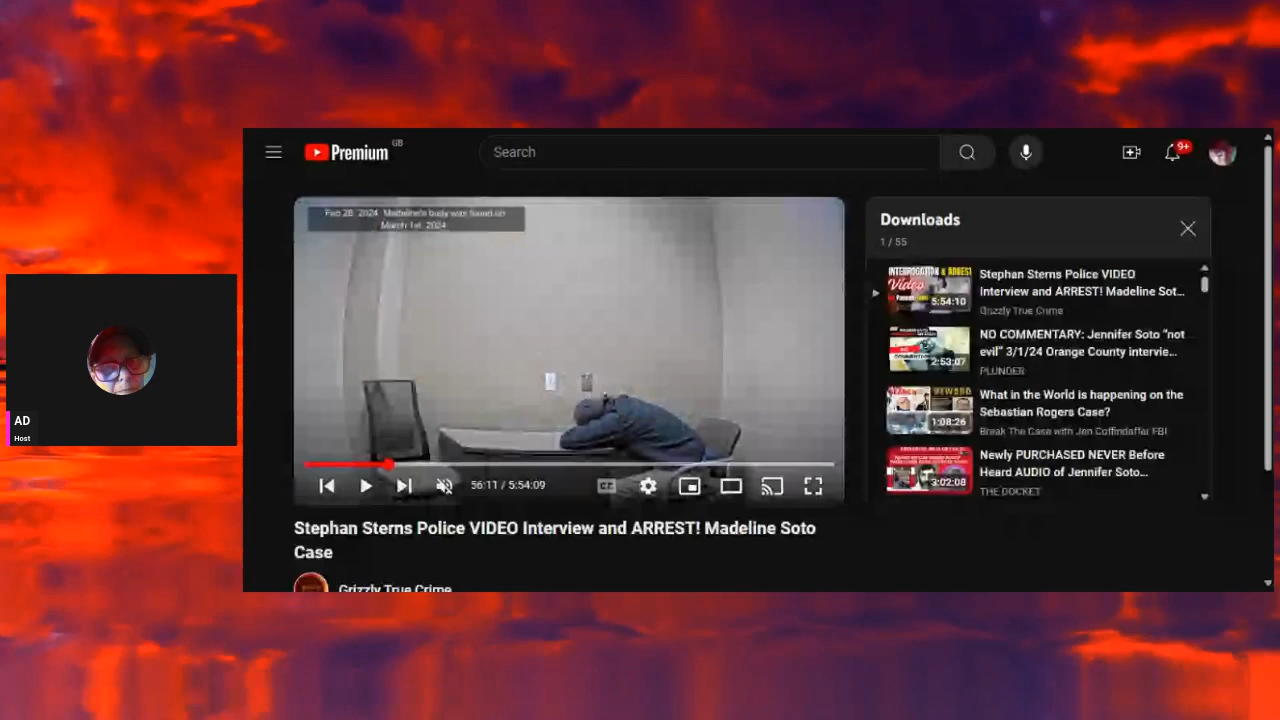 Premium GB
Search
9+
Feb 28, 2024 Madeline's body was found on
March 1st, 2024
Downloads
1 / 55
INTERROGATION & ARREST
Video
5:54:10
Stephan Sterns Police VIDEO
Interview and ARREST! Madeline Sot...
Grizzly True Crime
NO COMMENTARY: Jennifer Soto "not
evil" 3/1/24 Orange County intervie...
2:53:07
PLUNDER
What in the World is happening on the
Sebastian Rogers Case?
1:08:26
Break The Case with Jen Coffindaffar FBI
Newly PURCHASED NEVER Before
Heard AUDIO of Jennifer Soto...
3:02:08
THE DOCKET
AD
Host
56:11 / 5:54:09
CC
Stephan Sterns Police VIDEO Interview and ARREST! Madeline Soto
Case
Grizzly True Crime